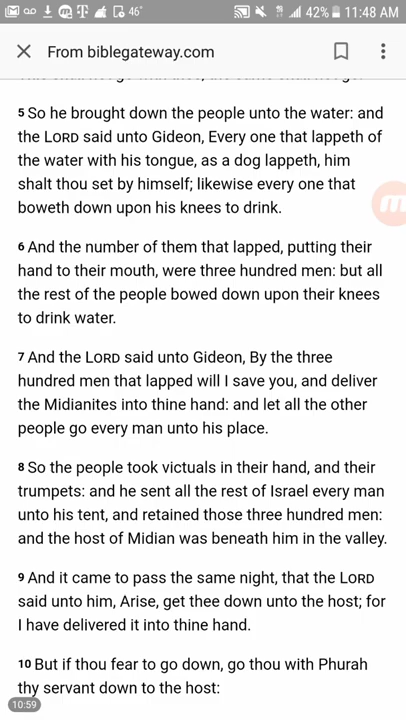 46° 42% 11:48 AM
From biblegateway.com
5 So he brought down the people unto the water: and
the LORD said unto Gideon, Every one that lappeth of
the water with his tongue, as a dog lappeth, him
shalt thou set by himself; likewise every one that
boweth down upon his knees to drink.
6 And the number of them that lapped, putting their
hand to their mouth, were three hundred men: but all
the rest of the people bowed down upon their knees
to drink water.
7 And the LORD said unto Gideon, By the three
hundred men that lapped will I save you, and deliver
the Midianites into thine hand: and let all the other
people go every man unto his place.
8 So the people took victuals in their hand, and their
trumpets: and he sent all the rest of Israel every man
unto his tent, and retained those three hundred men:
and the host of Midian was beneath him in the valley.
9 And it came to pass the same night, that the LORD
said unto him, Arise, get thee down unto the host; for
I have delivered it into thine hand.
10 But if thou fear to go down, go thou with Phurah
thy servant down to the host:
10:59